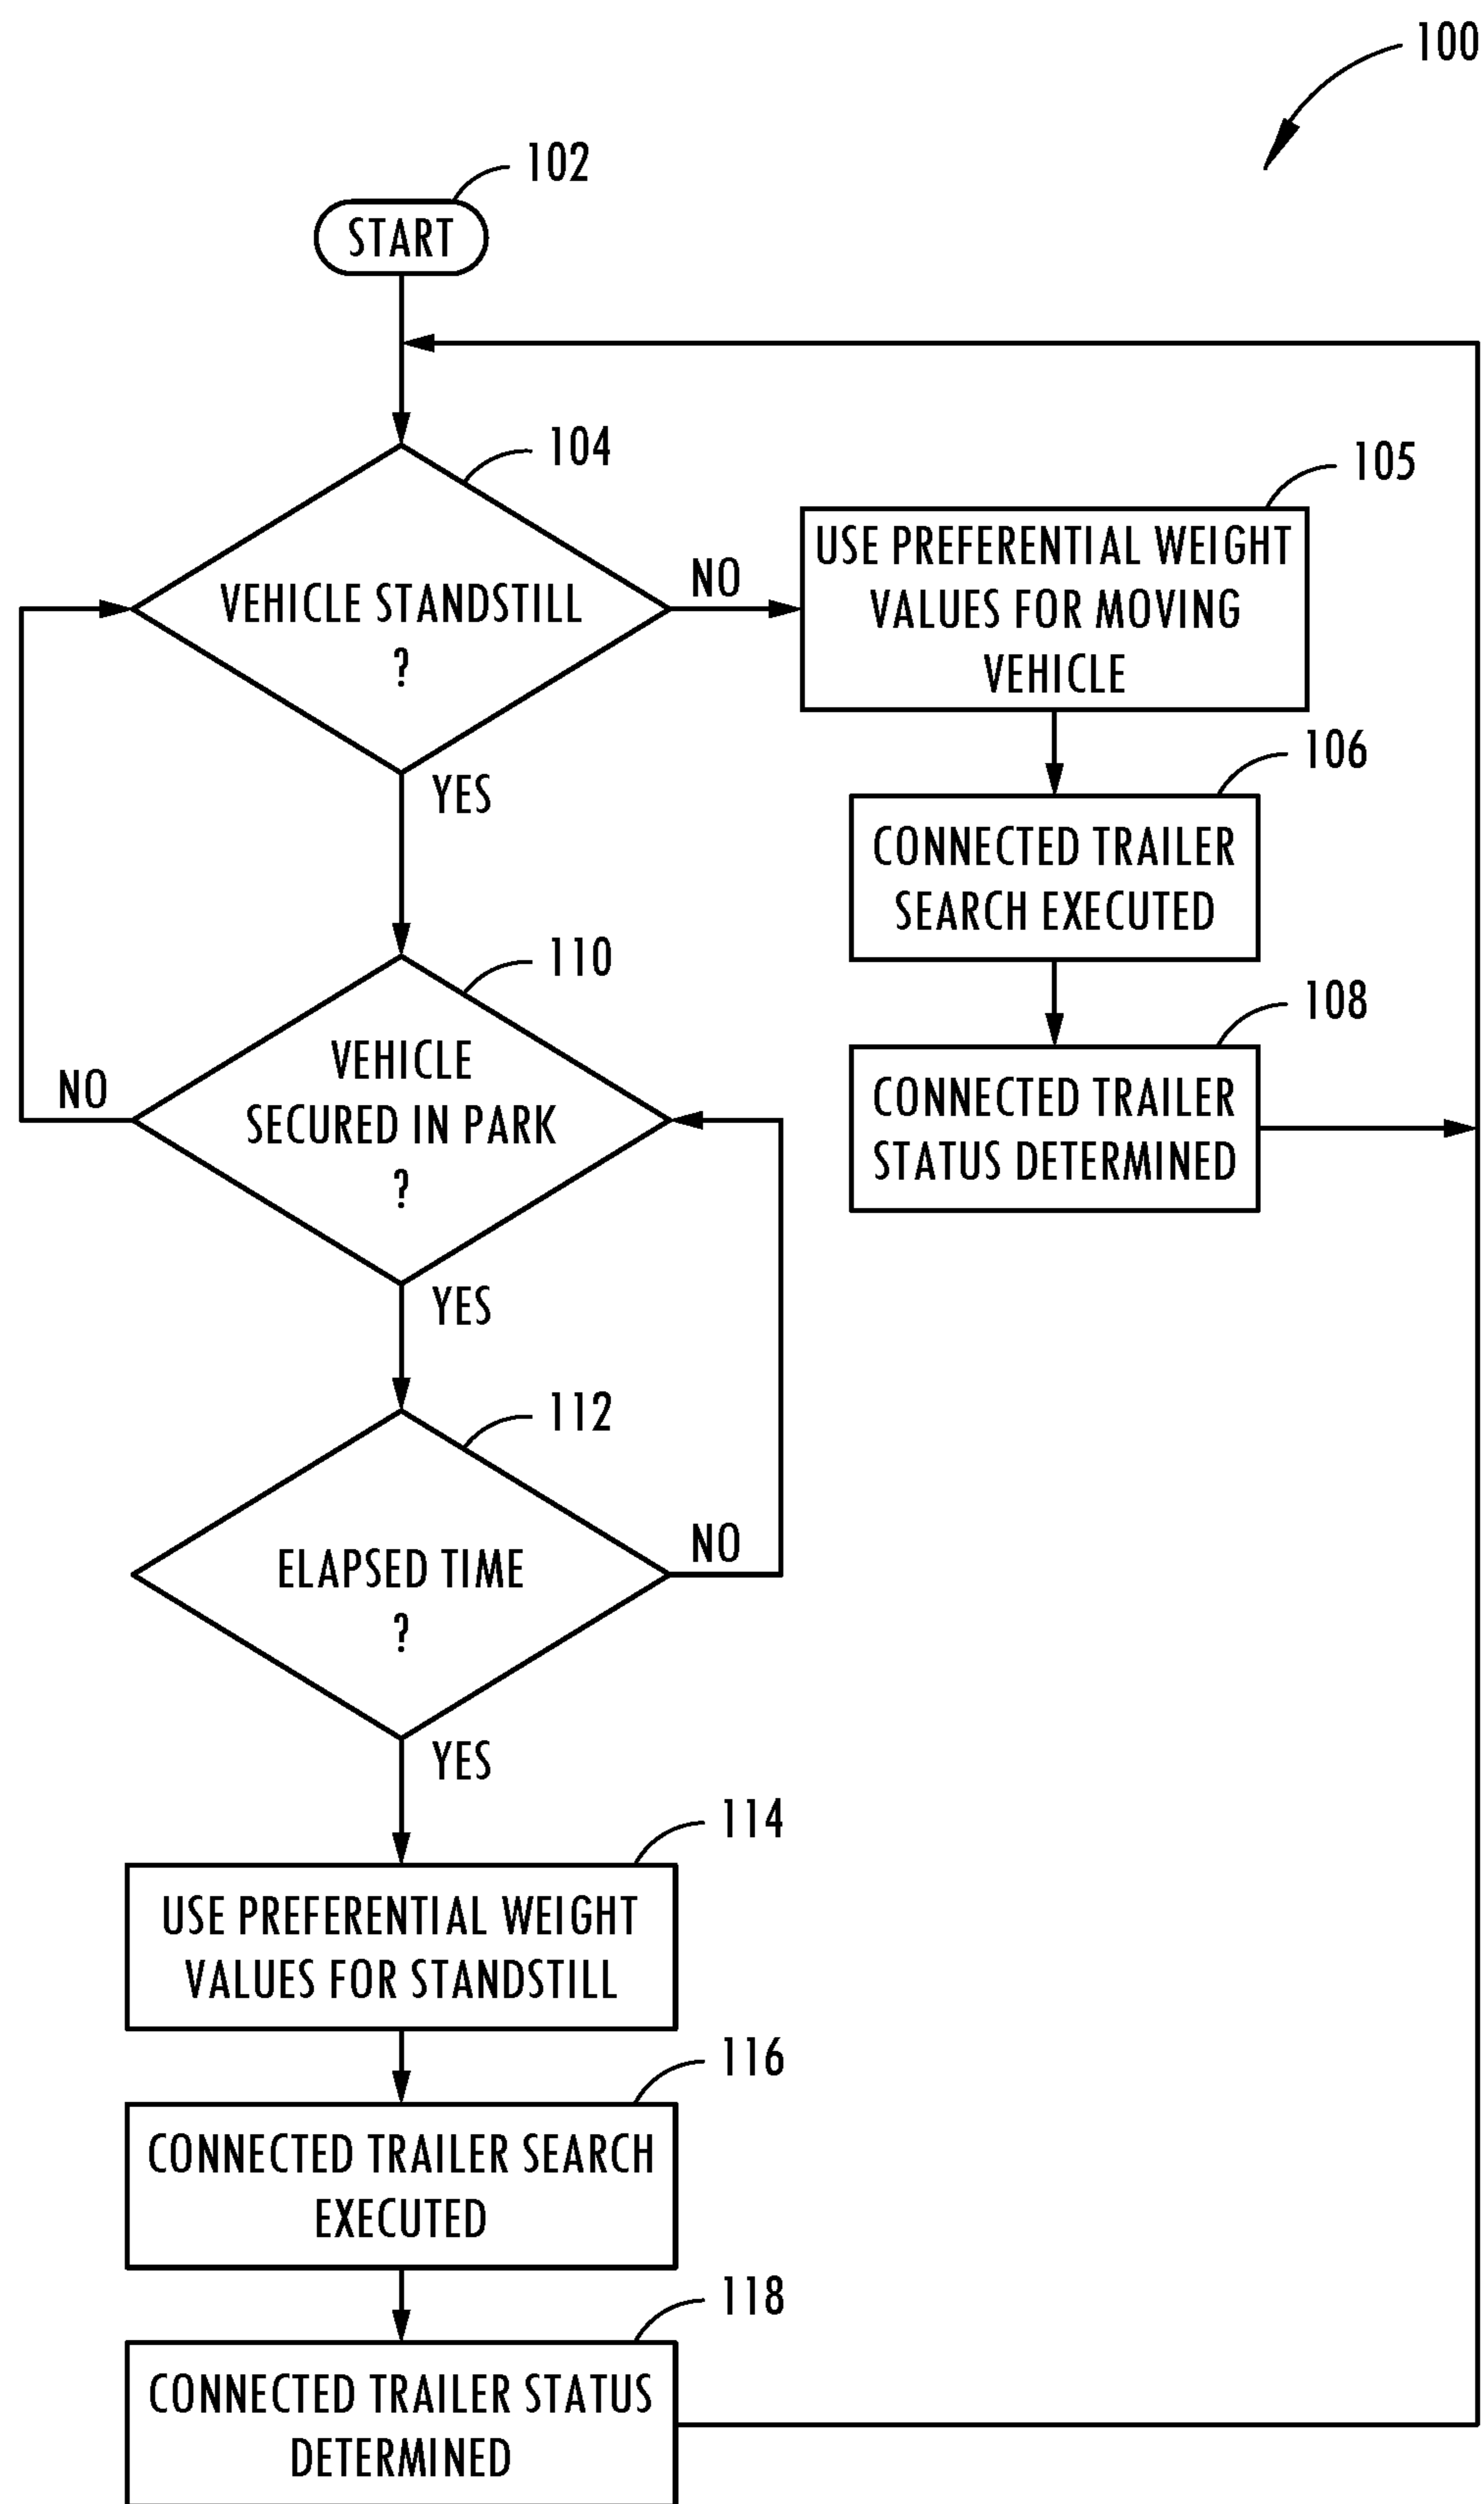 100
102
START
104
VEHICLE STANDSTILL
?
NO
YES
105
USE PREFERENTIAL WEIGHT
VALUES FOR MOVING
VEHICLE
106
CONNECTED TRAILER
SEARCH EXECUTED
108
CONNECTED TRAILER
STATUS DETERMINED
110
VEHICLE
SECURED IN PARK
?
NO
YES
112
ELAPSED TIME
?
NO
YES
114
USE PREFERENTIAL WEIGHT
VALUES FOR STANDSTILL
116
CONNECTED TRAILER SEARCH
EXECUTED
118
CONNECTED TRAILER STATUS
DETERMINED